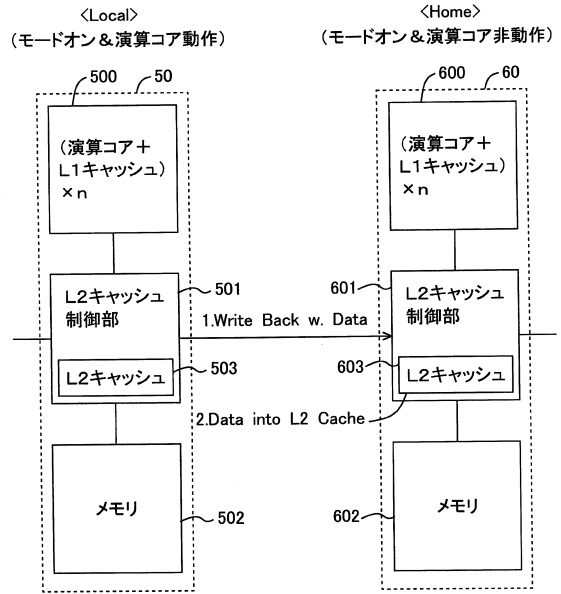 <Local>
(モードオン&演算コア動作)
<Home>
(モードオン&演算コア非動作)
500
50
600
60
(演算コア+
L1キャッシュ)
×n
(演算コア+
L1キャッシュ)
×n
L2キャッシュ
制御部
501
601
L2キャッシュ
制御部
1.Write Back w. Data
L2キャッシュ
503
603
L2キャッシュ
2.Data into L2 Cache
メモリ
502
602
メモリ